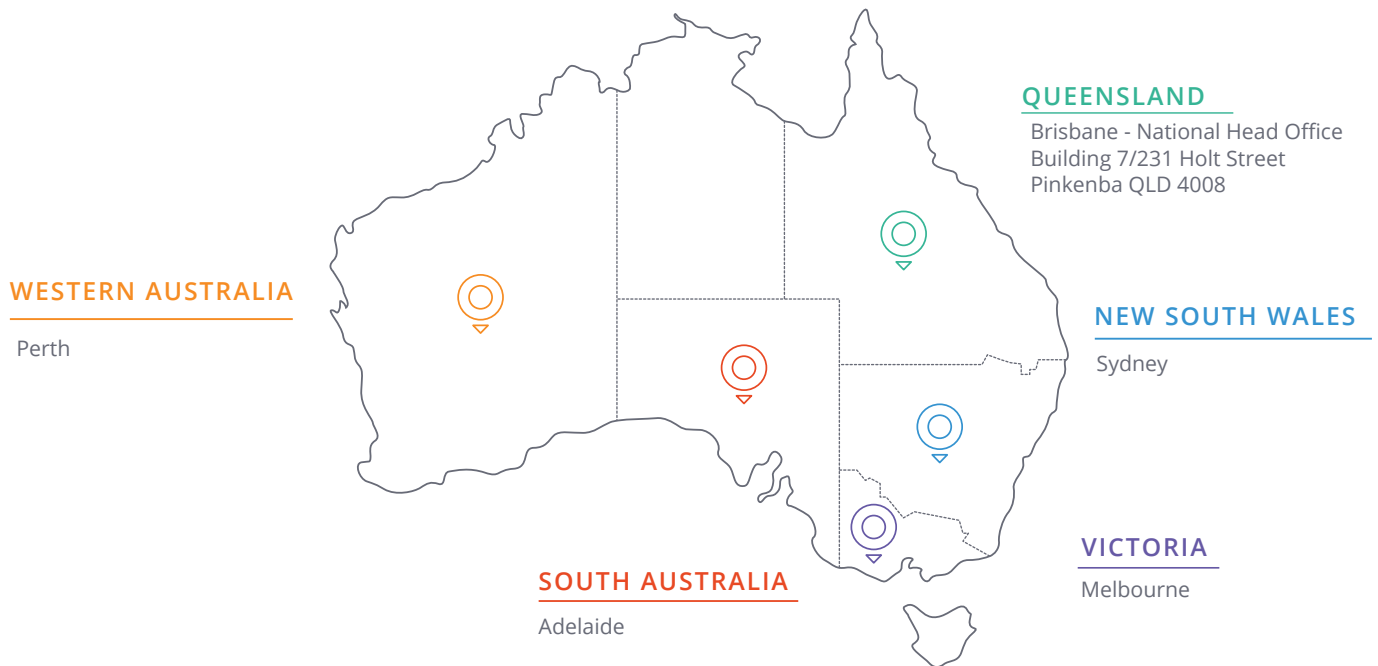 QUEENSLAND
Brisbane - National Head Office
Building 7/231 Holt Street
Pinkenba QLD 4008
WESTERN AUSTRALIA
Perth
NEW SOUTH WALES
Sydney
VICTORIA
Melbourne
SOUTH AUSTRALIA
Adelaide